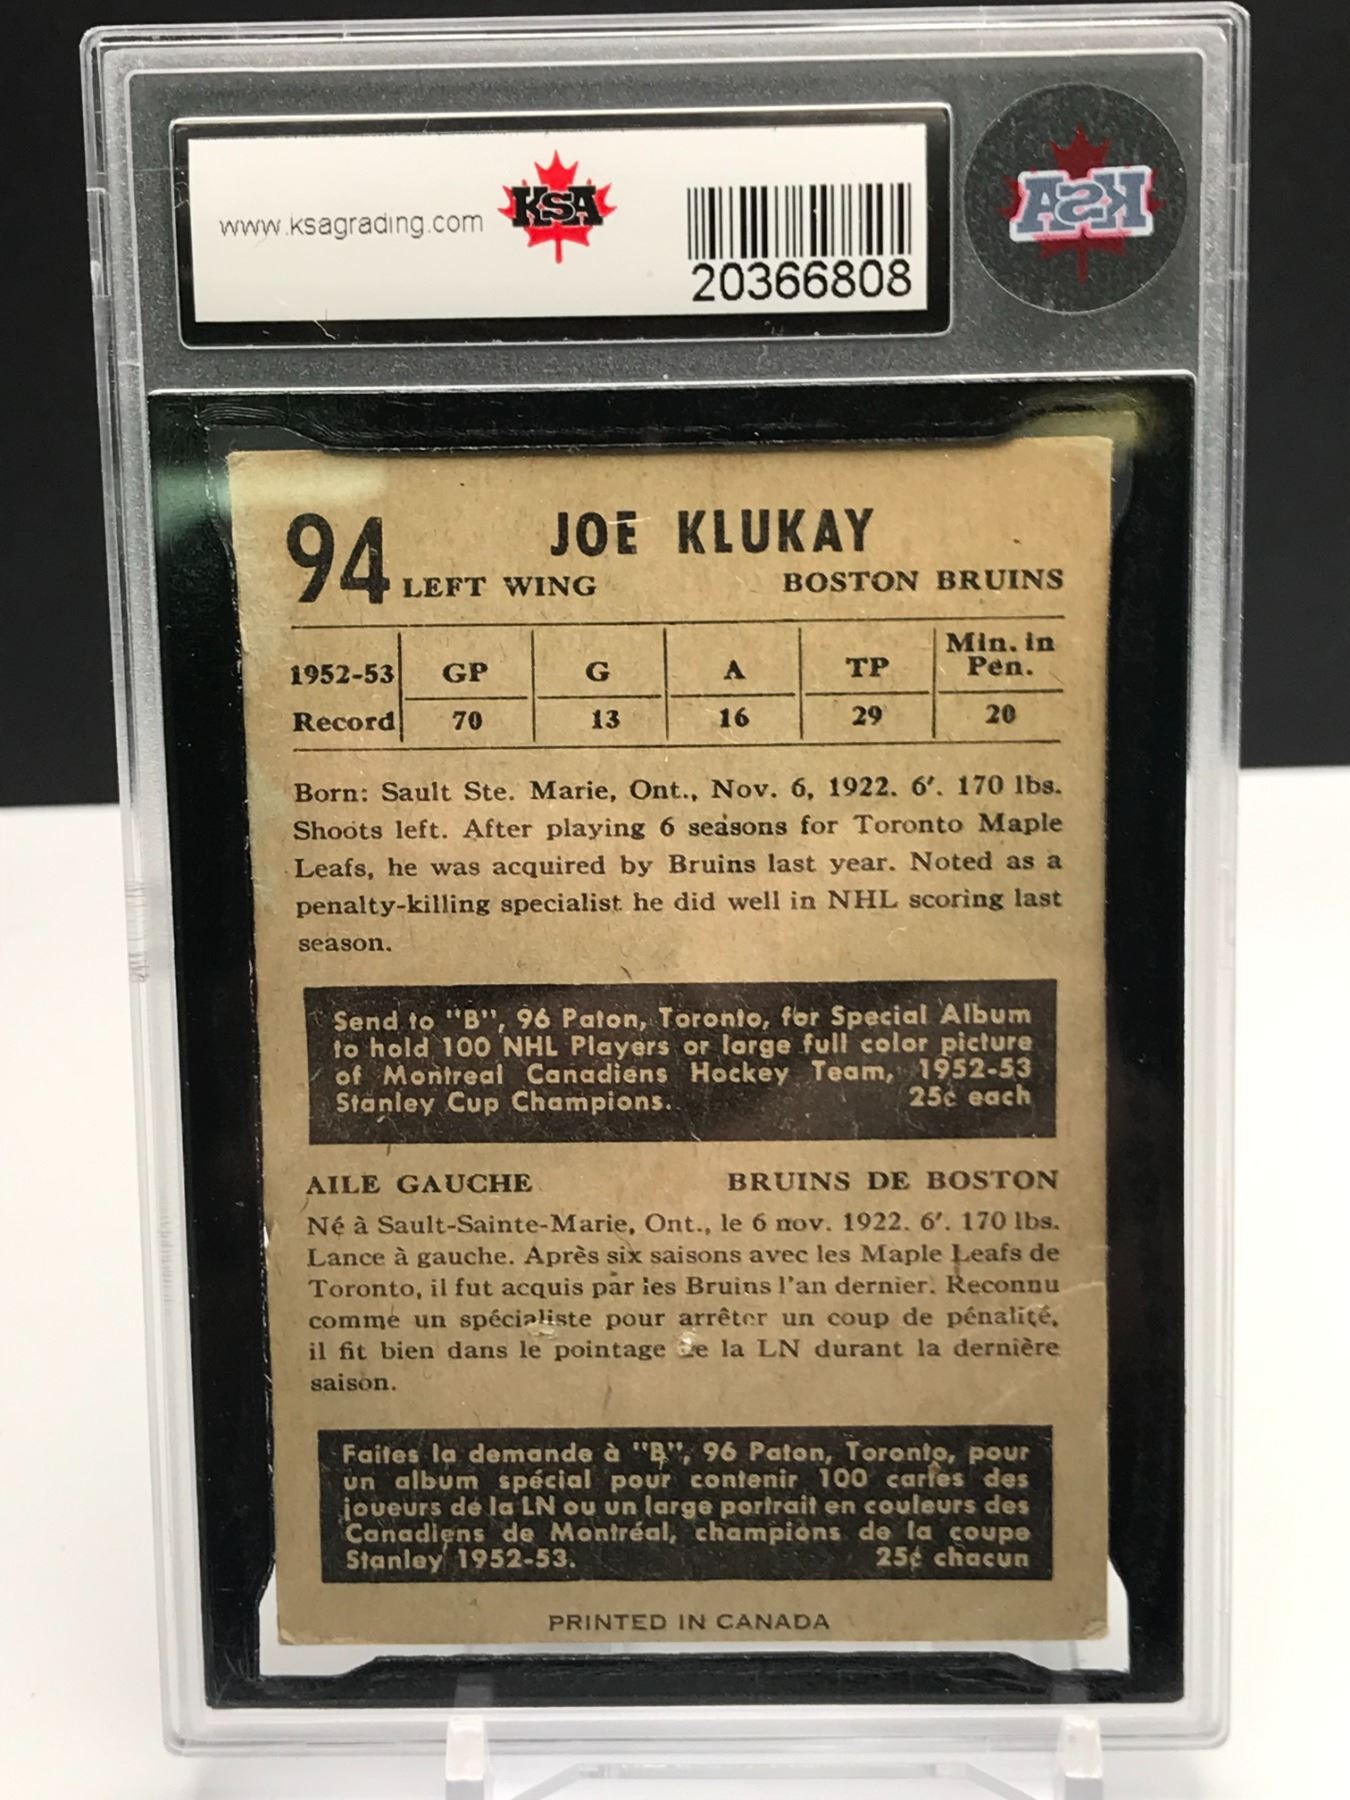 www.ksagrading.com
KSA
20366808
KSA
94 JOE KLUKAY
LEFT WING BOSTON BRUINS
1952-53 GP G A TP Min. in Pen.
Record 70 13 16 29 20
Born: Sault Ste. Marie, Ont., Nov. 6, 1922. 6'. 170 lbs.
Shoots left. After playing 6 seasons for Toronto Maple
Leafs, he was acquired by Bruins last year. Noted as a
penalty-killing specialist he did well in NHL scoring last
season.
Send to "B", 96 Paton, Toronto, for Special Album
to hold 100 NHL Players or large full color picture
of Montreal Canadiens Hockey Team, 1952-53
Stanley Cup Champions. 25¢ each
AILE GAUCHE BRUINS DE BOSTON
Né à Sault-Sainte-Marie, Ont., le 6 nov. 1922. 6'. 170 lbs.
Lance à gauche. Après six saisons avec les Maple Leafs de
Toronto, il fut acquis par les Bruins l'an dernier. Reconnu
comme un spécialiste pour arrêter un coup de pénalité,
il fit bien dans le pointage de la LN durant la dernière
saison.
Faites la demande à "B", 96 Paton, Toronto, pour
un album spécial pour contenir 100 cartes des
joueurs de la LN ou un large portrait en couleurs des
Canadiens de Montréal, champions de la coupe
Stanley 1952-53. 25¢ chacun
PRINTED IN CANADA